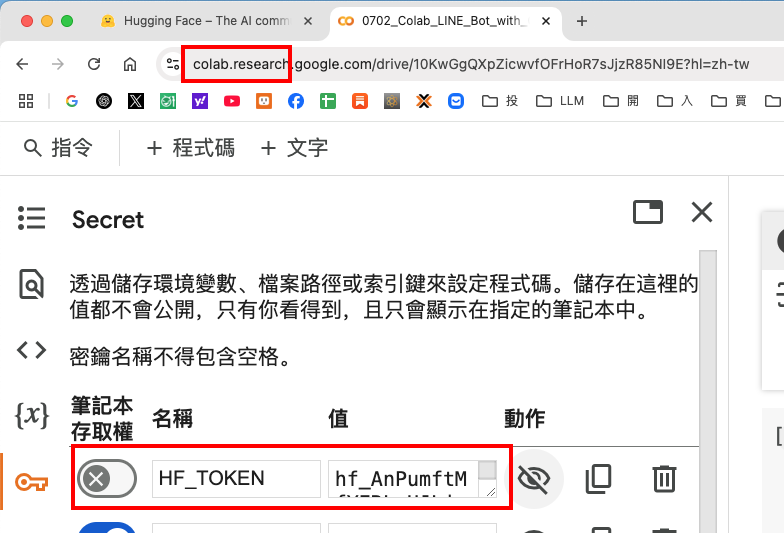 Hugging Face – The AI comm
0702_Colab_LINE_Bot_with_
colab.research.google.com/drive/10KwGgQXpZicwvfOFrHoR7sJjzR85Nl9E?hl=zh-tw
投 LLM 開 入 買
指令 + 程式碼 + 文字
Secret
透過儲存環境變數、檔案路徑或索引鍵來設定程式碼。儲存在這裡的
值都不會公開，只有你看得到，且只會顯示在指定的筆記本中。
密鑰名稱不得包含空格。
筆記本
存取權 名稱 值 動作
HF_TOKEN hf_AnPumftM